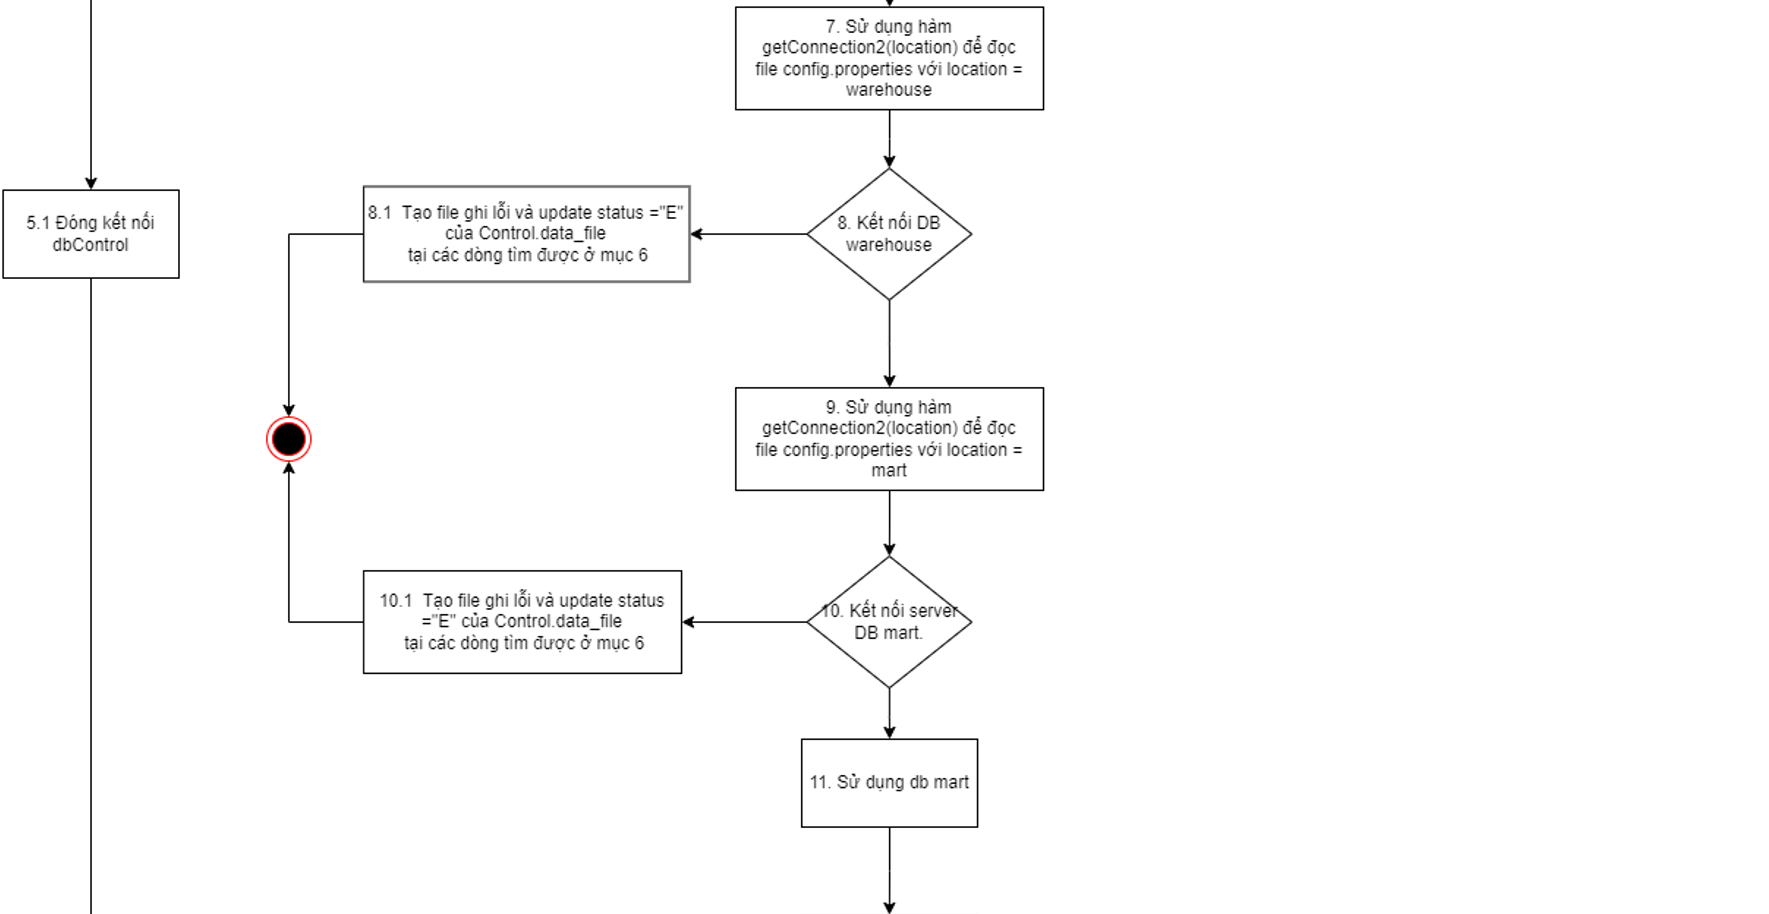 7. Sử dụng hàm
getConnection2(location) để đọc
file config.properties với location =
warehouse
5.1 Đóng kết nối
dbControl
8.1  Tạo file ghi lỗi và update status ="E"
của Control.data_file
tại các dòng tìm được ở mục 6
8. Kết nối DB
warehouse
9. Sử dụng hàm
getConnection2(location) để đọc
file config.properties với location =
mart
10.1  Tạo file ghi lỗi và update status
="E" của Control.data_file
tại các dòng tìm được ở mục 6
10. Kết nối server
DB mart.
11. Sử dụng db mart